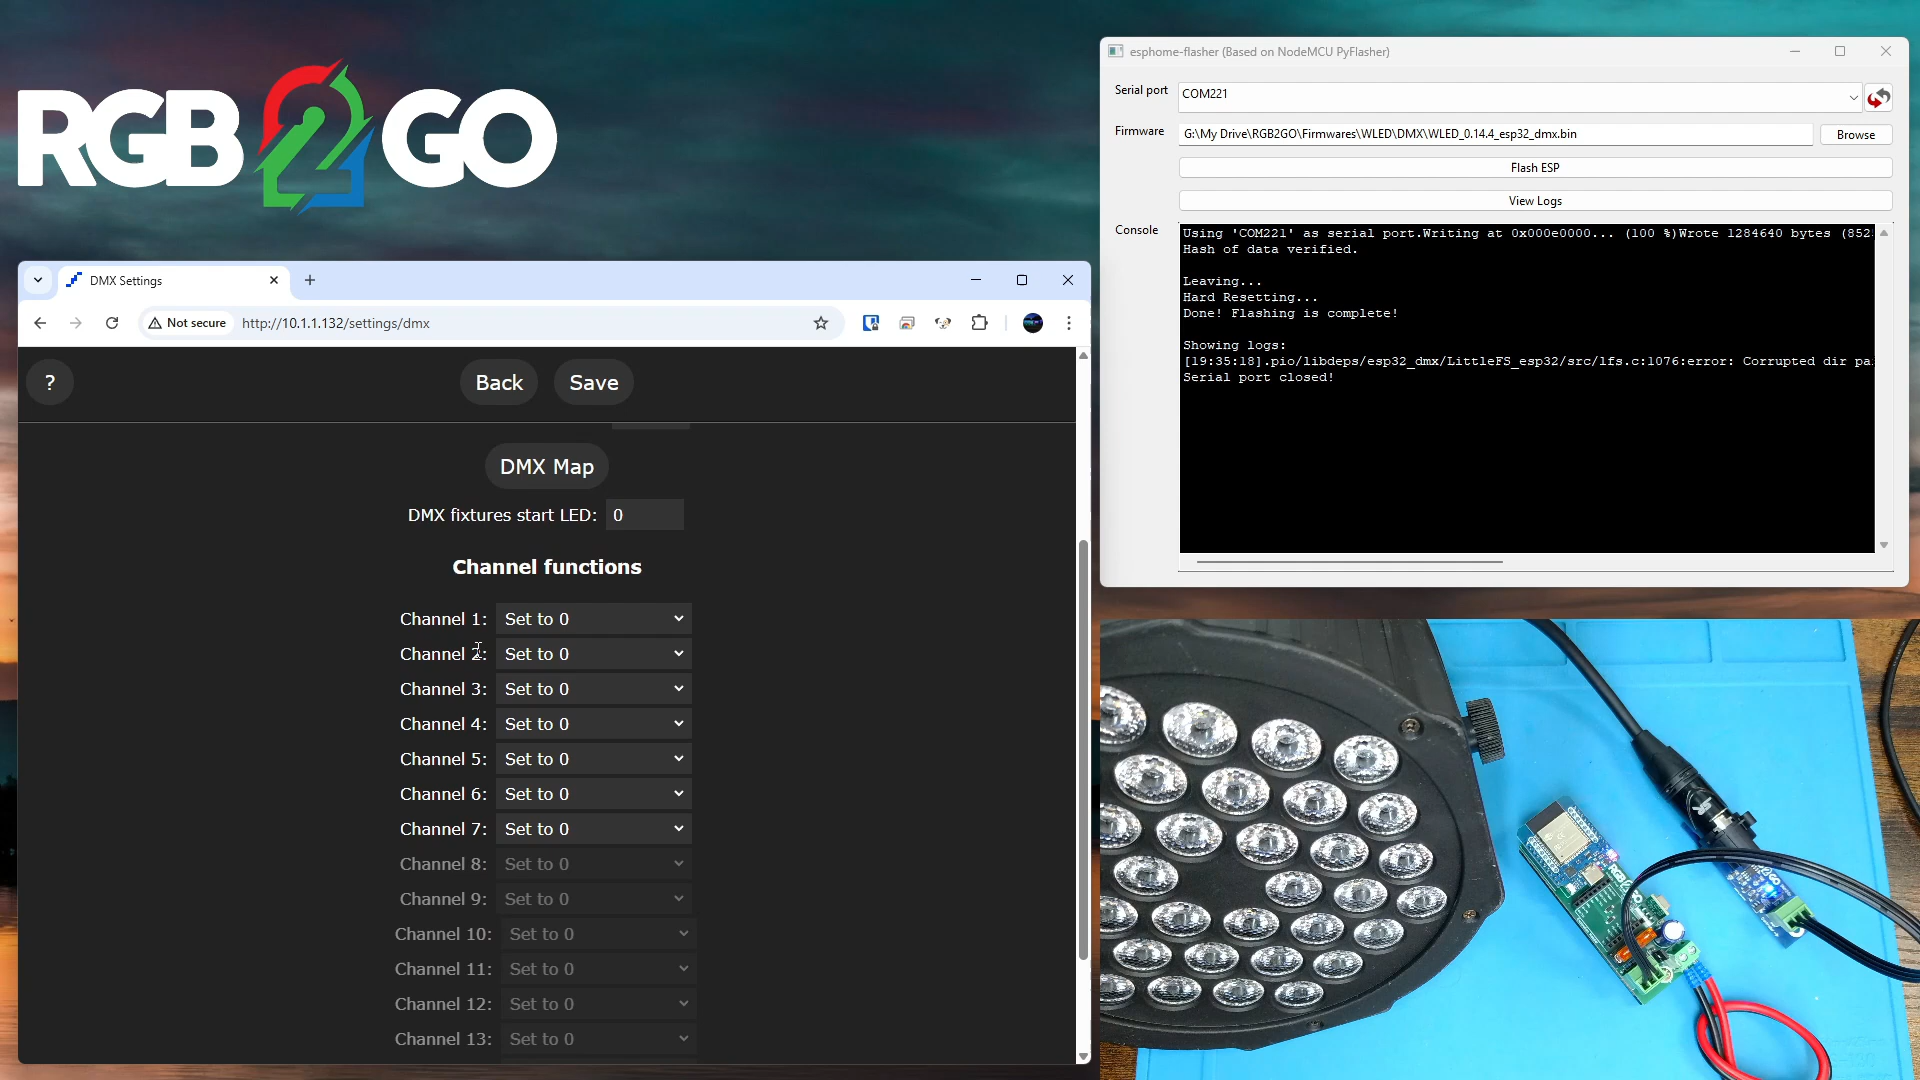 RGB2GO
DMX Settings
Not secure
http://10.1.1.132/settings/dmx
?
Back
Save
DMX Map
DMX fixtures start LED: 0
Channel functions
Channel 1: Set to 0
Channel 2: Set to 0
Channel 3: Set to 0
Channel 4: Set to 0
Channel 5: Set to 0
Channel 6: Set to 0
Channel 7: Set to 0
Channel 8: Set to 0
Channel 9: Set to 0
Channel 10: Set to 0
Channel 11: Set to 0
Channel 12: Set to 0
Channel 13: Set to 0
esphome-flasher (Based on NodeMCU PyFlasher)
Serial port COM221
Firmware G:\My Drive\RGB2GO\Firmwares\WLED\DMX\WLED_0.14.4_esp32_dmx.bin Browse
Flash ESP
View Logs
Console
Using 'COM221' as serial port.Writing at 0x000e0000... (100 %)Wrote 1284640 bytes (852
Hash of data verified.
Leaving...
Hard Resetting...
Done! Flashing is complete!
Showing logs:
[19:35:18].pio/libdeps/esp32_dmx/LittleFS_esp32/src/lfs.c:1076:error: Corrupted dir pa
Serial port closed!